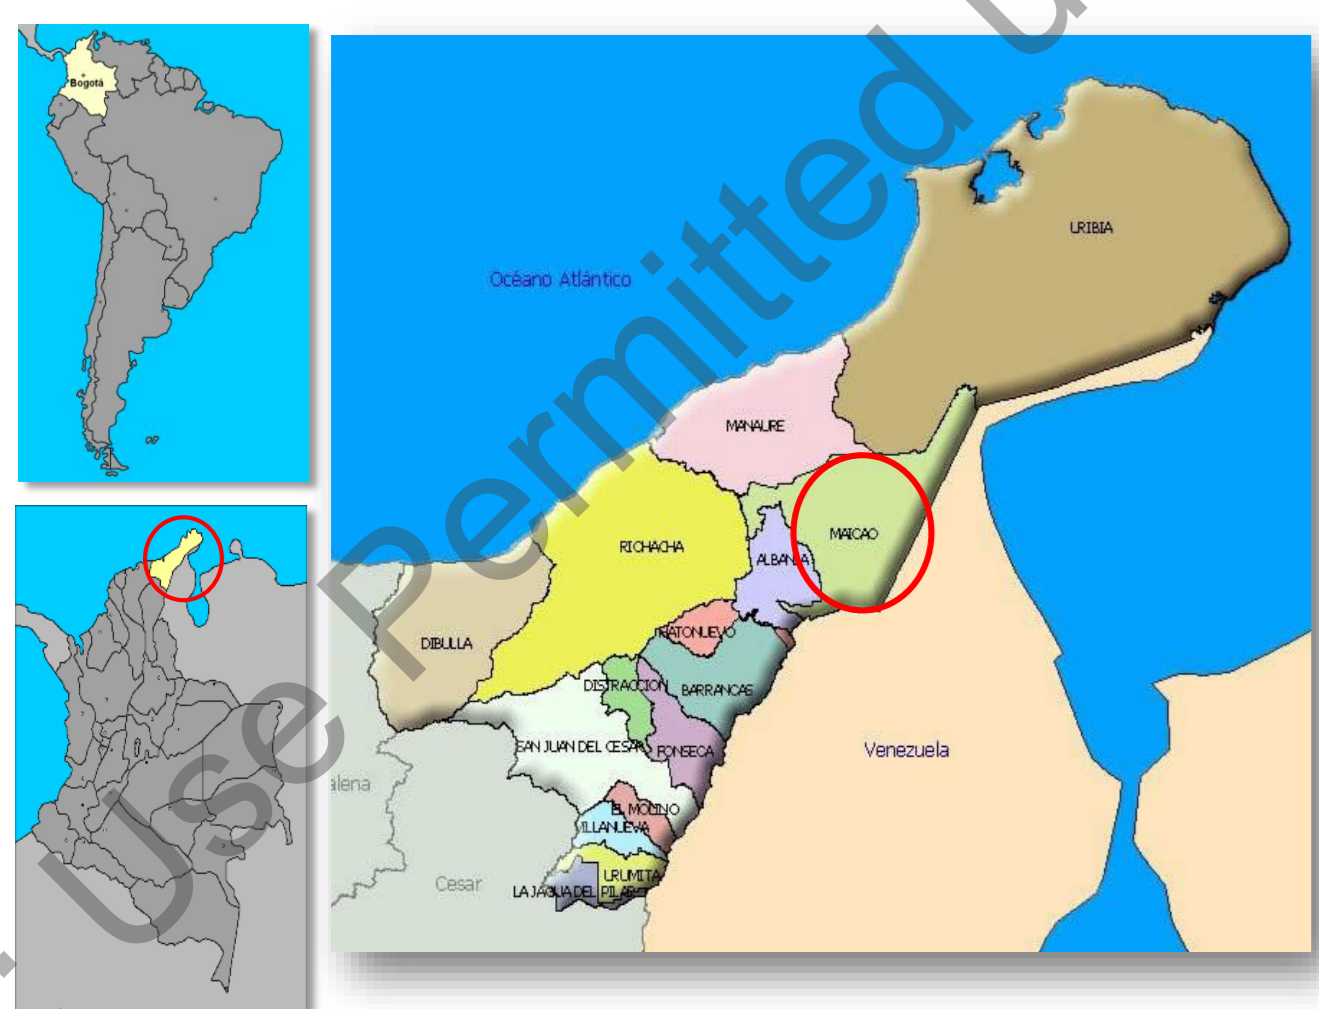 Bogotá
Use Permitted U
Océano Atlántico
URIBIA
MANAURE
MAICAO
RICHACHA
ALBANIA
DIBULLA
HATONUEVO
DISTRACCION
BARRANCAS
SAN JUAN DEL CESAR
FONSECA
Venezuela
alena
EL MOLINO
VILLANUEVA
URUMITA
Cesar
LA JAGUA DEL PILAR